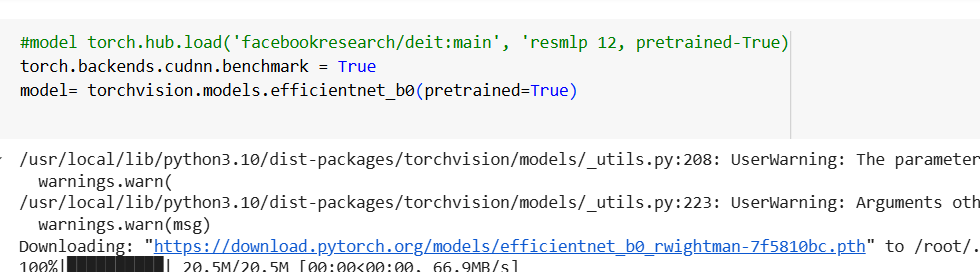 #model torch.hub.load('facebookresearch/deit:main', 'resmlp 12, pretrained-True)
torch.backends.cudnn.benchmark = True
model= torchvision.models.efficientnet_b0(pretrained=True)
/usr/local/lib/python3.10/dist-packages/torchvision/models/_utils.py:208: UserWarning: The parameter
warnings.warn(
/usr/local/lib/python3.10/dist-packages/torchvision/models/_utils.py:223: UserWarning: Arguments oth
warnings.warn(msg)
Downloading: "https://download.pytorch.org/models/efficientnet_b0_rwightman-7f5810bc.pth" to /root/.
100%|██████████| 20.5M/20.5M [00:00<00:00, 66.9MB/s]